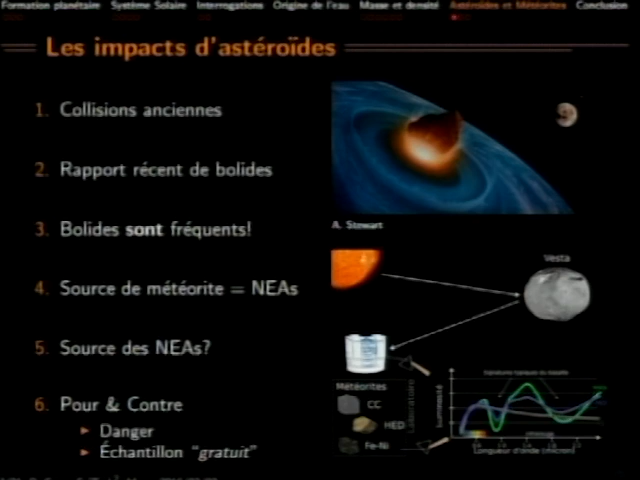 Formation planétaire Système Solaire Interrogations Origine de l'eau Masse et densité Astéroïdes et Météorites Conclusion
Les impacts d'astéroïdes
1. Collisions anciennes
2. Rapport récent de bolides
3. Bolides sont fréquents!
4. Source de météorite = NEAs
5. Source des NEAs?
6. Pour & Contre
► Danger
► Échantillon "gratuit"
A. Stewart
Vesta
Météorites
CC
HED
Fe-Ni
Laboratoire
Luminosité
Longueur d'onde (micron)